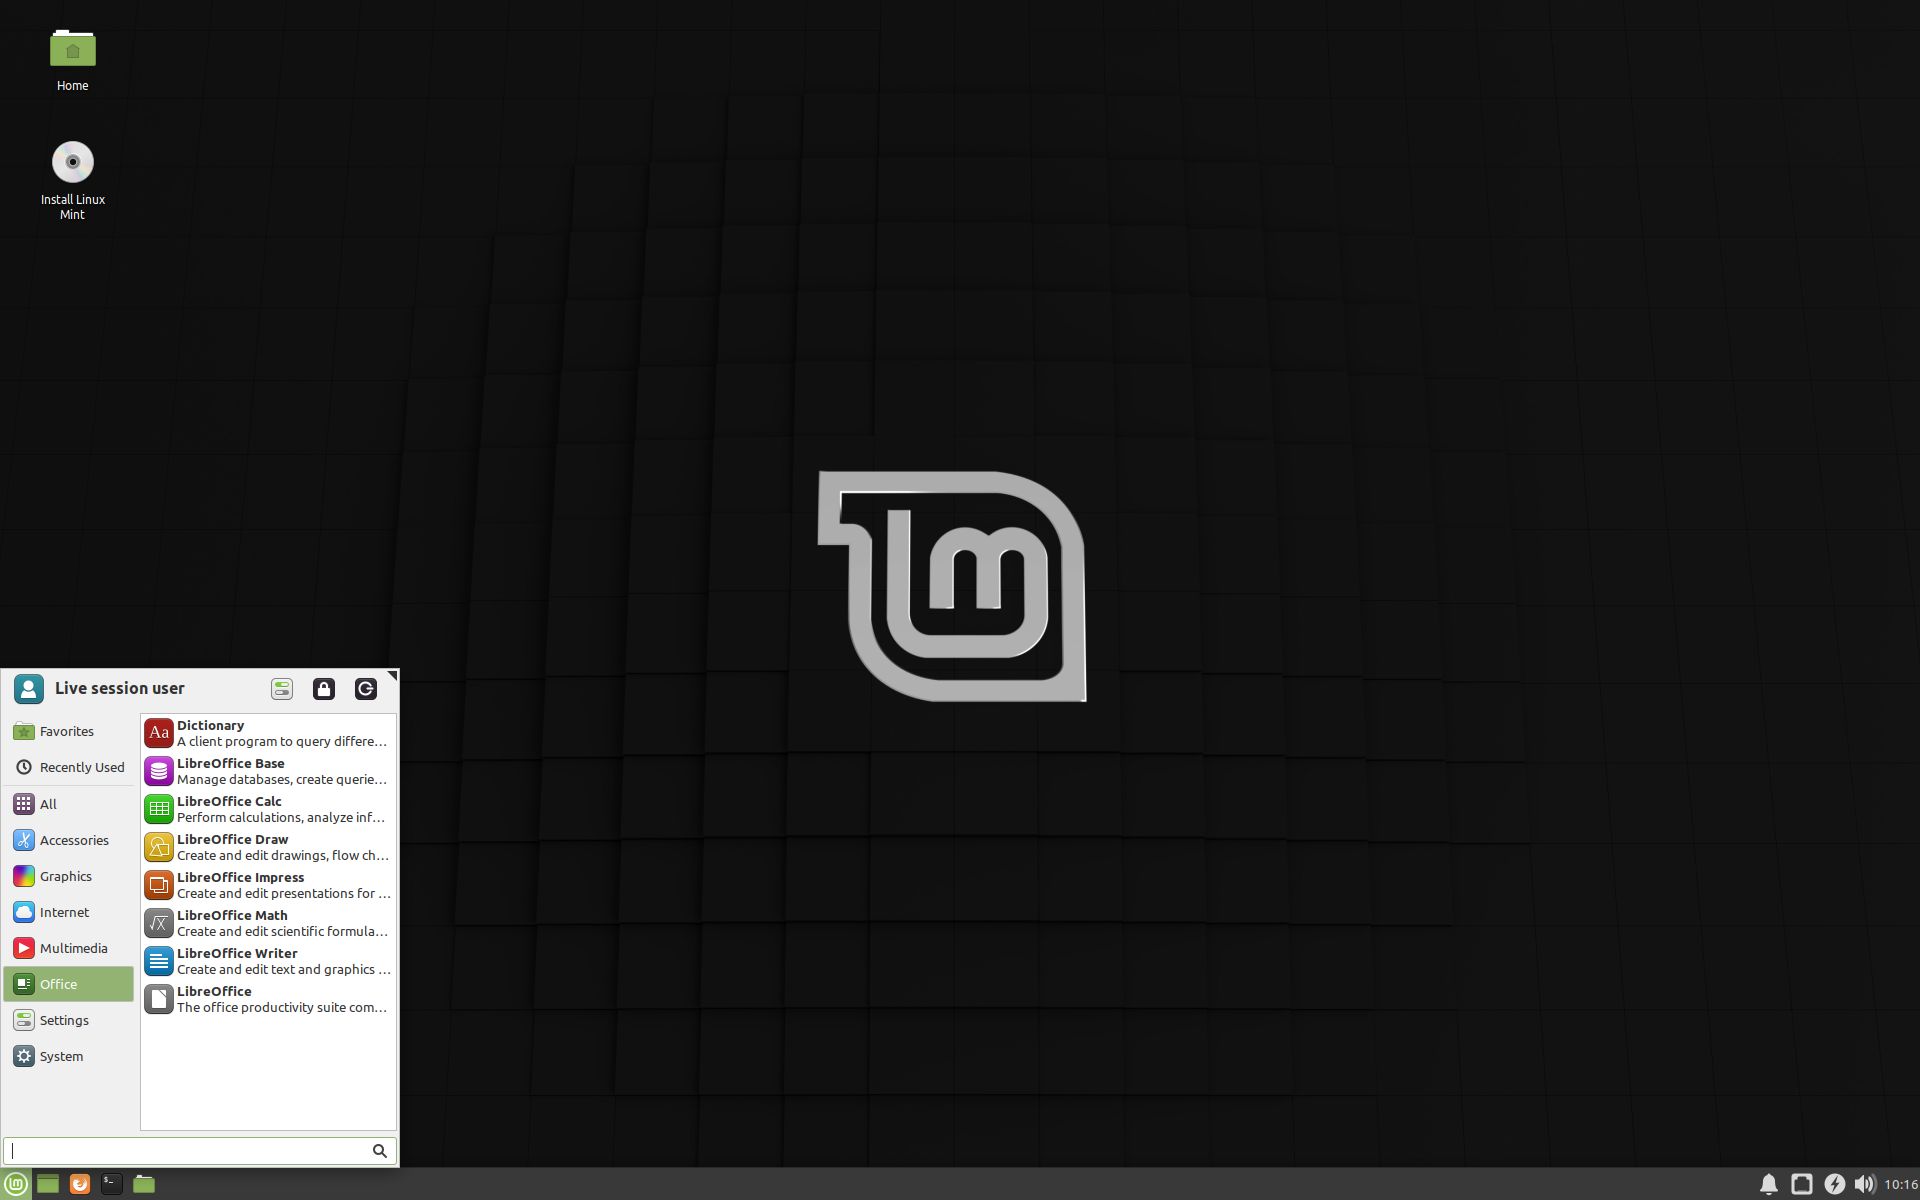 Home
Install Linux
Mint
Live session user
Favorites
Recently Used
All
Accessories
Graphics
Internet
Multimedia
Office
Settings
System
Aa
Dictionary
A client program to query differe...
LibreOffice Base
Manage databases, create querie...
LibreOffice Calc
Perform calculations, analyze inf...
LibreOffice Draw
Create and edit drawings, flow ch...
LibreOffice Impress
Create and edit presentations for ...
√X
LibreOffice Math
Create and edit scientific formula...
LibreOffice Writer
Create and edit text and graphics ...
LibreOffice
The office productivity suite com...
lm
lm
$-
10:16